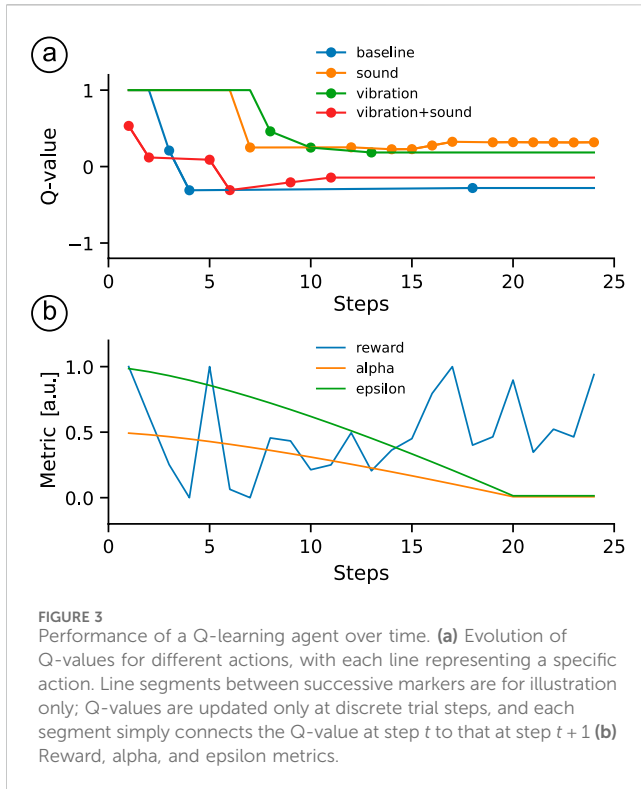 a
baseline
sound
vibration
vibration+sound
1
0
−1
Q-value
0 5 10 15 20 25
Steps
b
reward
alpha
epsilon
1.0
0.5
0.0
Metric [a.u.]
0 5 10 15 20 25
Steps
FIGURE 3
Performance of a Q-learning agent over time. (a) Evolution of
Q-values for different actions, with each line representing a specific
action. Line segments between successive markers are for illustration
only; Q-values are updated only at discrete trial steps, and each
segment simply connects the Q-value at step t to that at step t + 1 (b)
Reward, alpha, and epsilon metrics.